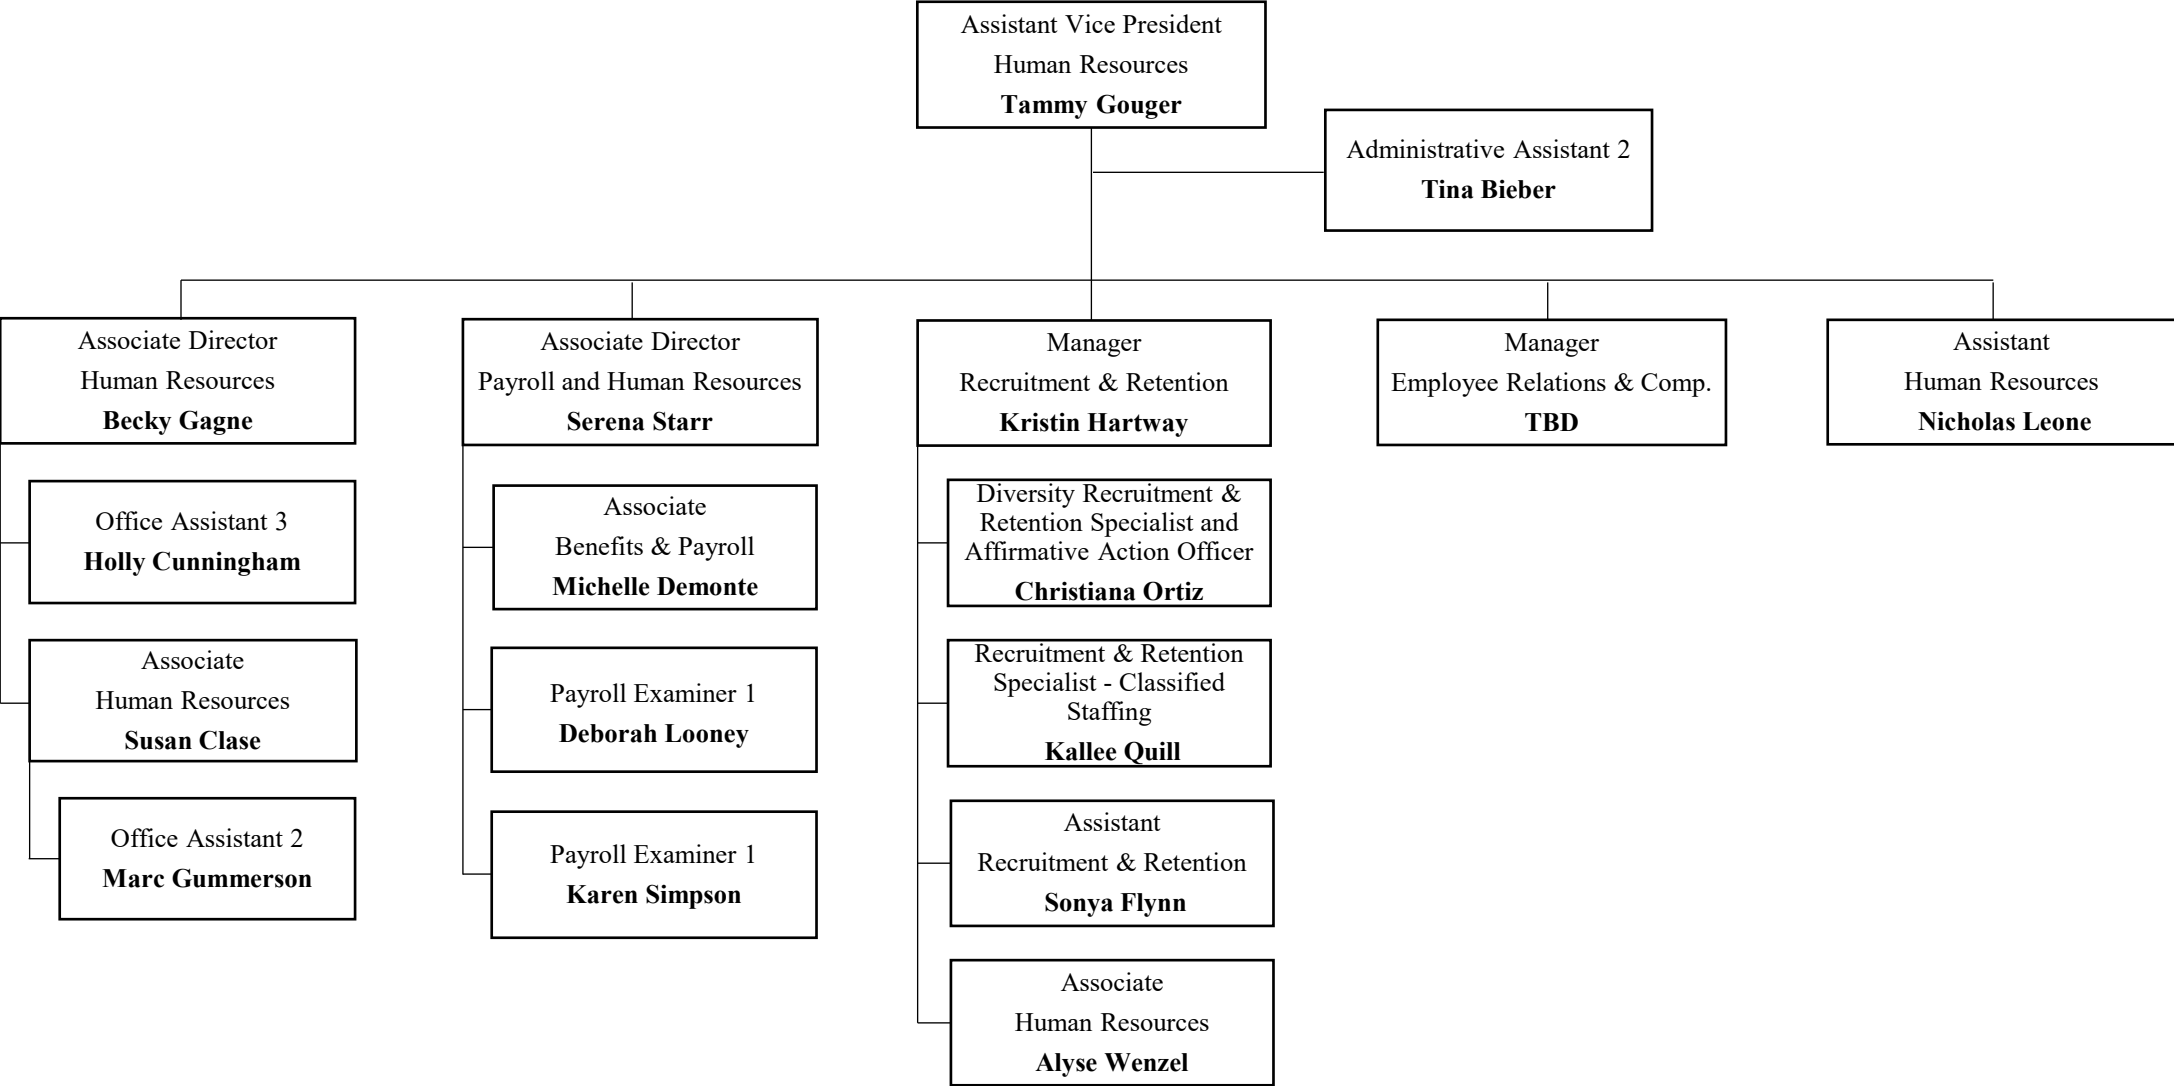 Assistant Vice President
Human Resources
Tammy Gouger
Administrative Assistant 2
Tina Bieber
Associate Director
Human Resources
Becky Gagne
Office Assistant 3
Holly Cunningham
Associate
Human Resources
Susan Clase
Office Assistant 2
Marc Gummerson
Associate Director
Payroll and Human Resources
Serena Starr
Associate
Benefits & Payroll
Michelle Demonte
Payroll Examiner 1
Deborah Looney
Payroll Examiner 1
Karen Simpson
Manager
Recruitment & Retention
Kristin Hartway
Diversity Recruitment &
Retention Specialist and
Affirmative Action Officer
Christiana Ortiz
Recruitment & Retention
Specialist - Classified
Staffing
Kallee Quill
Assistant
Recruitment & Retention
Sonya Flynn
Associate
Human Resources
Alyse Wenzel
Manager
Employee Relations & Comp.
TBD
Assistant
Human Resources
Nicholas Leone